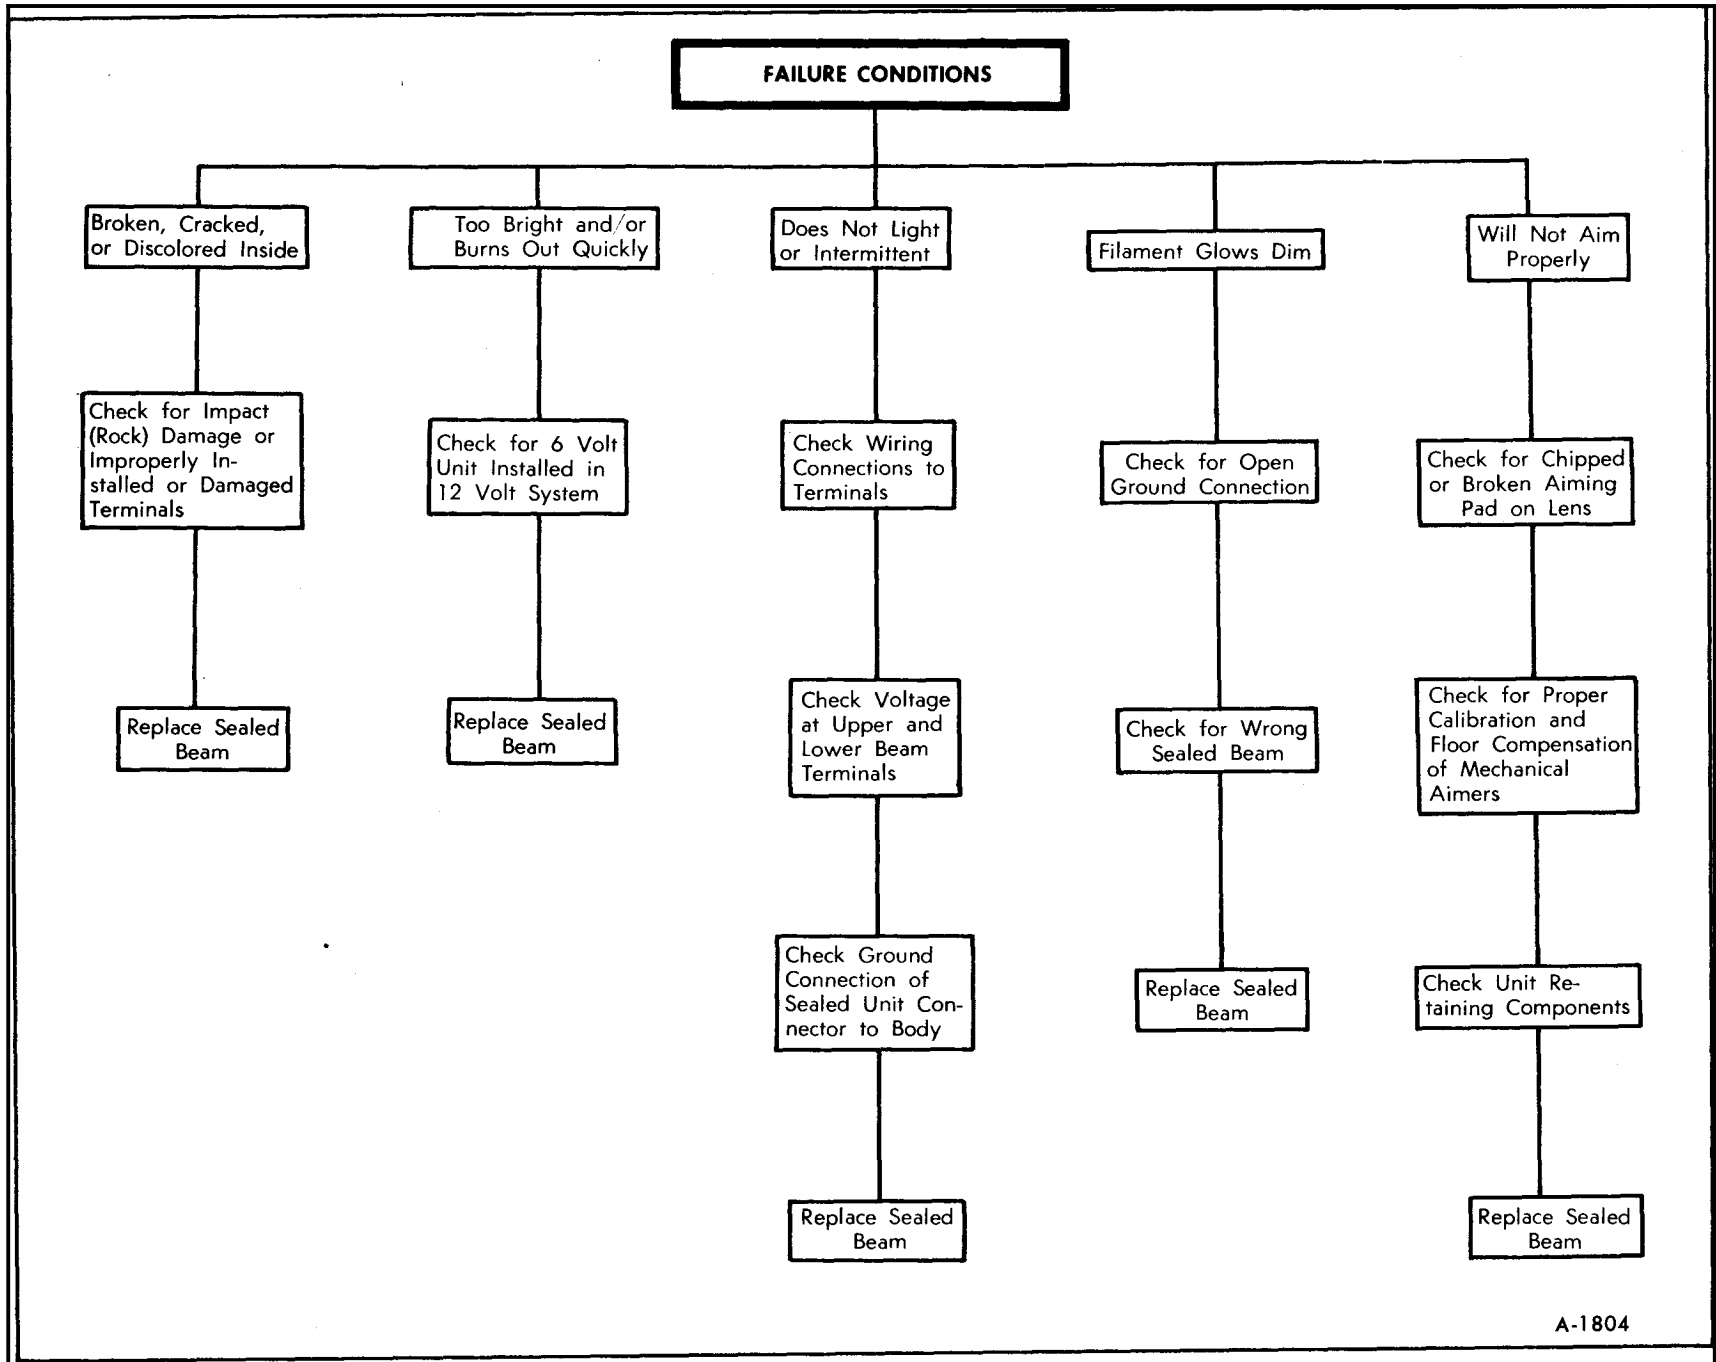 FAILURE CONDITIONS
Broken, Cracked,
or Discolored Inside
Check for Impact
(Rock) Damage or
Improperly In-
stalled or Damaged
Terminals
Replace Sealed
Beam
Too Bright and/or
Burns Out Quickly
Check for 6 Volt
Unit Installed in
12 Volt System
Replace Sealed
Beam
Does Not Light
or Intermittent
Check Wiring
Connections to
Terminals
Check Voltage
at Upper and
Lower Beam
Terminals
Check Ground
Connection of
Sealed Unit Con-
nector to Body
Replace Sealed
Beam
Filament Glows Dim
Check for Open
Ground Connection
Check for Wrong
Sealed Beam
Replace Sealed
Beam
Will Not Aim
Properly
Check for Chipped
or Broken Aiming
Pad on Lens
Check for Proper
Calibration and
Floor Compensation
of Mechanical
Aimers
Check Unit Re-
taining Components
Replace Sealed
Beam
A-1804